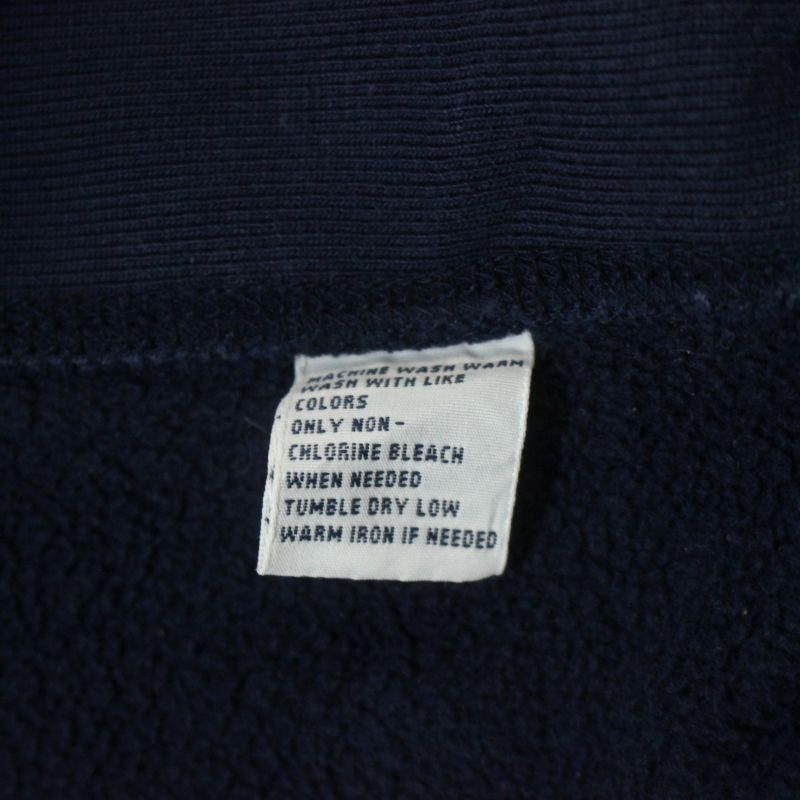 MACHINE WASH WARM
WASH WITH LIKE
COLORS
ONLY NON-
CHLORINE BLEACH
WHEN NEEDED
TUMBLE DRY LOW
WARM IRON IF NEEDED